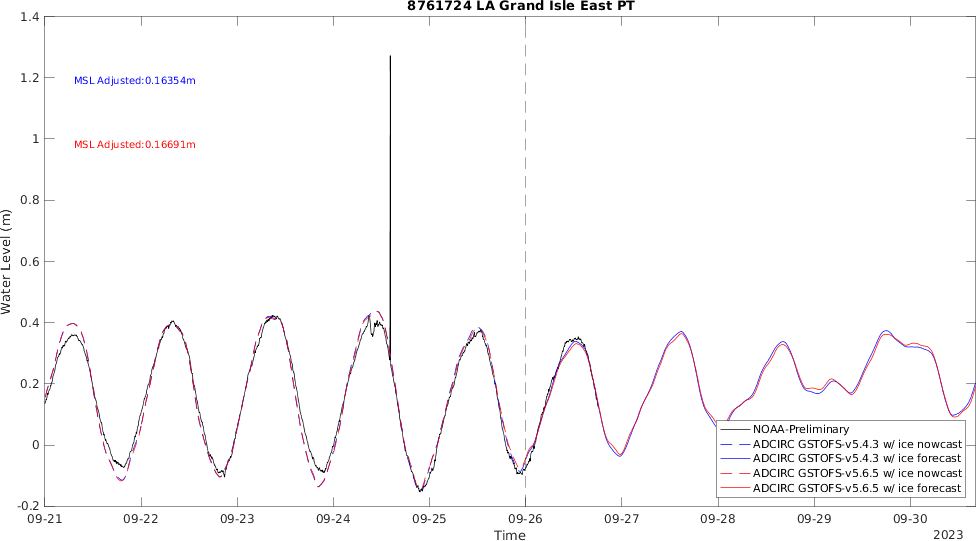 8761724 LA Grand Isle East PT
1.4
1.2
1
0.8
0.6
0.4
0.2
0
-0.2
Water Level (m)
MSL Adjusted:0.16354m
MSL Adjusted:0.16691m
NOAA-Preliminary
ADCIRC GSTOFS-v5.4.3 w/ ice nowcast
ADCIRC GSTOFS-v5.4.3 w/ ice forecast
ADCIRC GSTOFS-v5.6.5 w/ ice nowcast
ADCIRC GSTOFS-v5.6.5 w/ ice forecast
09-21 09-22 09-23 09-24 09-25 09-26 09-27 09-28 09-29 09-30
Time
2023